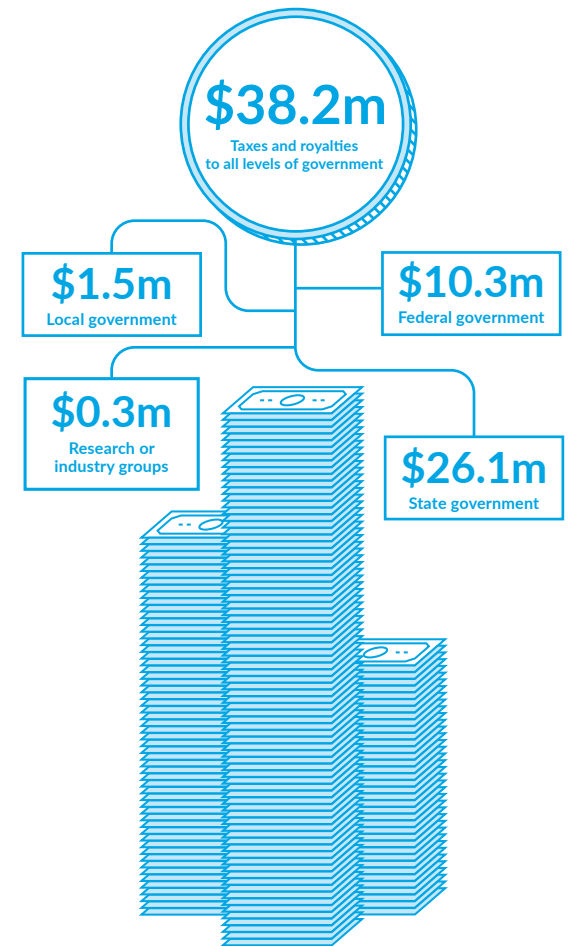 $38.2m
Taxes and royalties
to all levels of government
$1.5m
Local government
$10.3m
Federal government
$0.3m
Research or
industry groups
$26.1m
State government